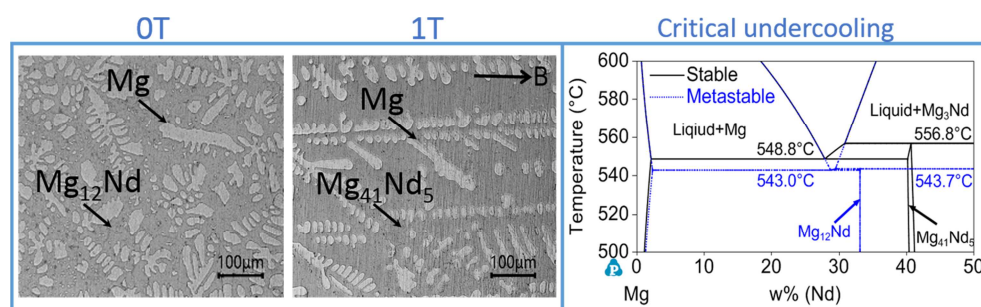 0T
1T
Critical undercooling
Mg
Mg₁₂Nd
100μm
B
Mg
Mg₄₁Nd₅
100μm
600
580
560
540
520
500
Temperature (°C)
Stable
Metastable
Liqiud+Mg
Liquid+Mg₃Nd
556.8°C
548.8°C
543.0°C
543.7°C
Mg₁₂Nd
Mg₄₁Nd₅
0 10 20 30 40 50
Mg
w% (Nd)
p